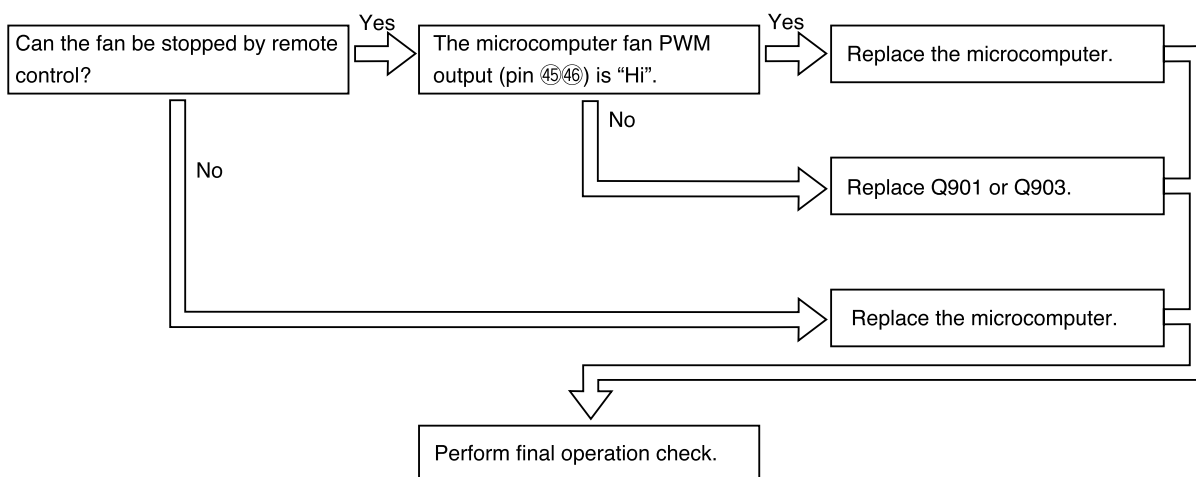 Can the fan be stopped by remote
control?
Yes
The microcomputer fan PWM
output (pin ㊺㊻) is “Hi”.
Yes
Replace the microcomputer.
No
Replace Q901 or Q903.
No
Replace the microcomputer.
Perform final operation check.